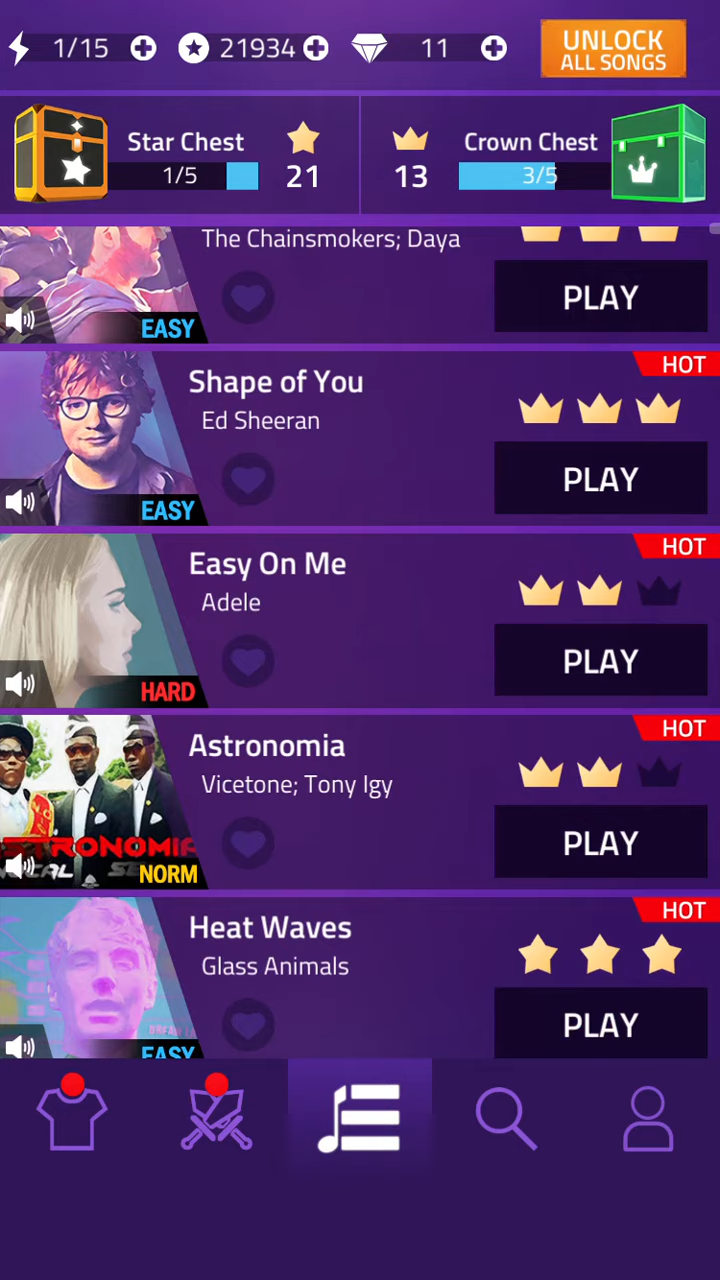 1/15
21934
11
UNLOCK
ALL SONGS
Star Chest
1/5
21
13
Crown Chest
3/5
The Chainsmokers; Daya
PLAY
EASY
HOT
Shape of You
Ed Sheeran
PLAY
EASY
HOT
Easy On Me
Adele
PLAY
HARD
HOT
Astronomia
Vicetone; Tony Igy
PLAY
NORM
HOT
Heat Waves
Glass Animals
PLAY
EASY